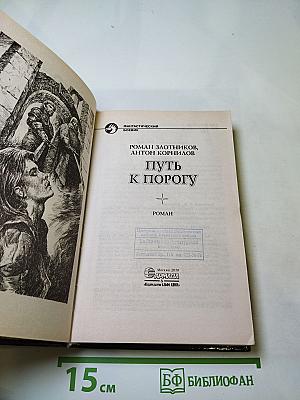 ФАНТАСТИЧЕСКИЙ
БОЕВИК
РОМАН ЗЛОТНИКОВ,
АНТОН КОРНИЛОВ
ПУТЬ
К ПОРОГУ
РОМАН
Москва 2010
15 см
БФ БИБЛИОФАН